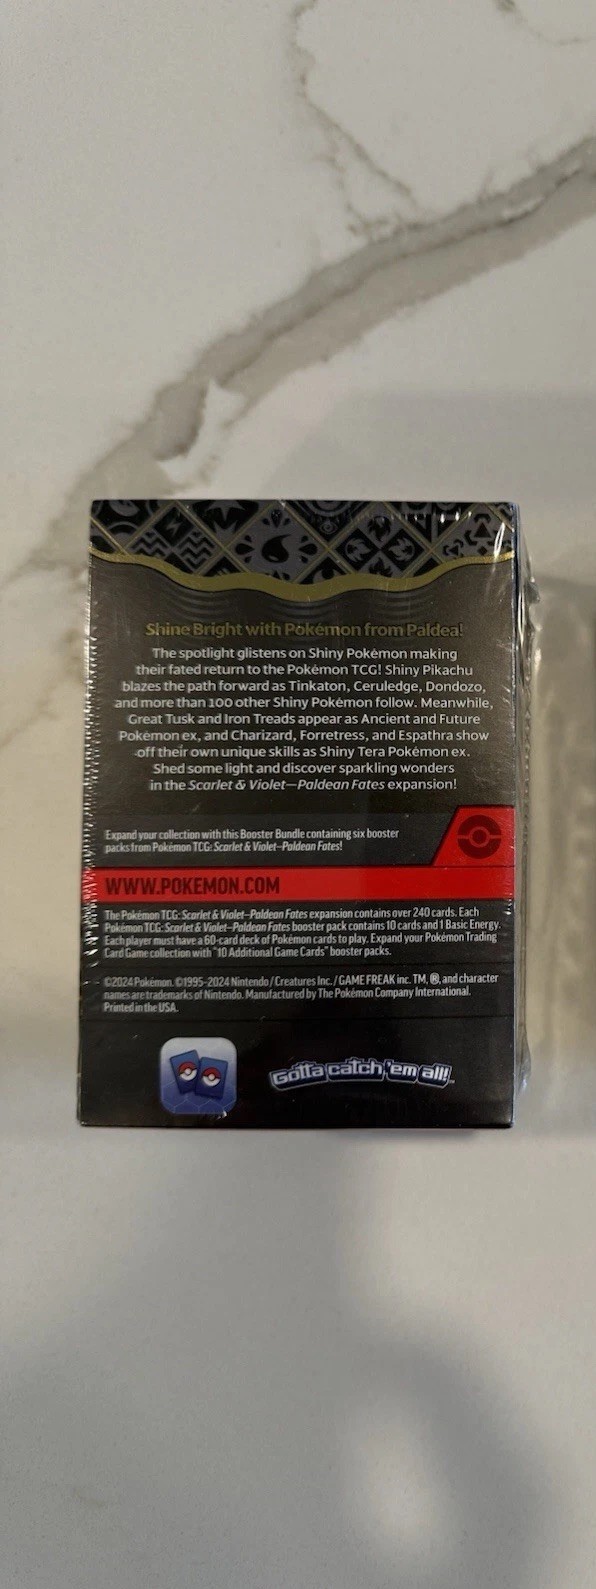 Shine Bright with Pokémon from Paldea!
The spotlight glistens on Shiny Pokémon making
their fated return to the Pokémon TCG! Shiny Pikachu
blazes the path forward as Tinkaton, Ceruledge, Dondozo,
and more than 100 other Shiny Pokémon follow. Meanwhile,
Great Tusk and Iron Treads appear as Ancient and Future
Pokémon ex, and Charizard, Forretress, and Espathra show
off their own unique skills as Shiny Tera Pokémon ex.
Shed some light and discover sparkling wonders
in the Scarlet & Violet—Paldean Fates expansion!
Expand your collection with this Booster Bundle containing six booster
packs from Pokémon TCG: Scarlet & Violet—Paldean Fates!
WWW.POKEMON.COM
The Pokémon TCG: Scarlet & Violet—Paldean Fates expansion contains over 240 cards. Each
Pokémon TCG: Scarlet & Violet—Paldean Fates booster pack contains 10 cards and 1 Basic Energy.
Each player must have a 60-card deck of Pokémon cards to play. Expand your Pokémon Trading
Card Game collection with "10 Additional Game Cards" booster packs.
©2024 Pokémon. ©1995–2024 Nintendo / Creatures Inc. / GAME FREAK inc. TM, ®, and character
names are trademarks of Nintendo. Manufactured by The Pokémon Company International.
Printed in the USA.
Gotta catch 'em all!